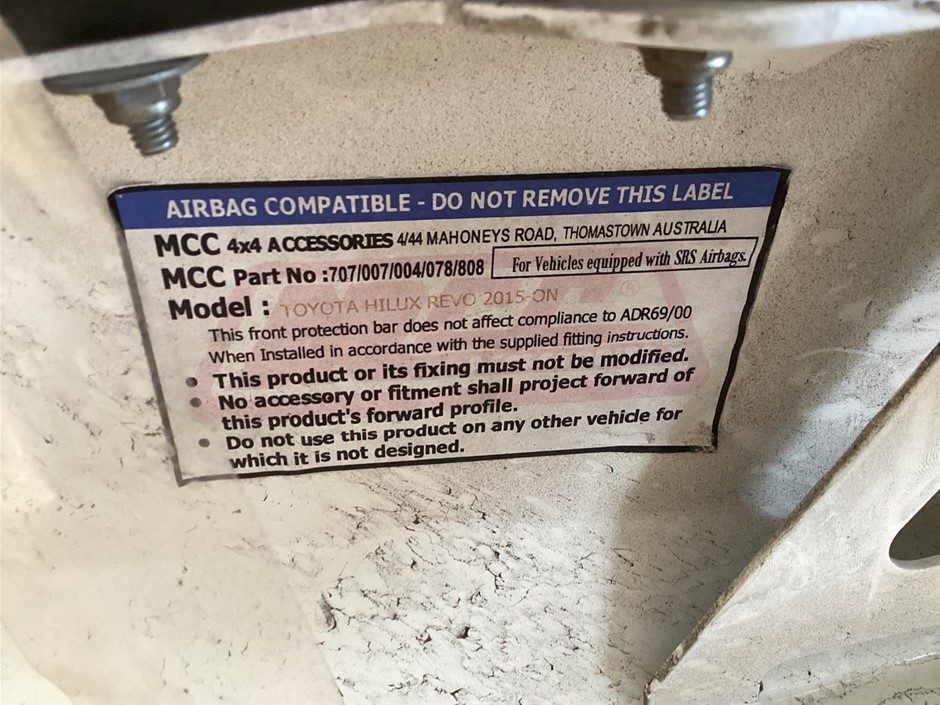 AIRBAG COMPATIBLE - DO NOT REMOVE THIS LABEL
MCC 4x4 ACCESSORIES 4/44 MAHONEYS ROAD, THOMASTOWN AUSTRALIA
MCC Part No :707/007/004/078/808 For Vehicles equipped with SRS Airbags.
Model : TOYOTA HILUX REVO 2015-ON
This front protection bar does not affect compliance to ADR69/00
When Installed in accordance with the supplied fitting instructions.
• This product or its fixing must not be modified.
• No accessory or fitment shall project forward of
this product's forward profile.
• Do not use this product on any other vehicle for
which it is not designed.